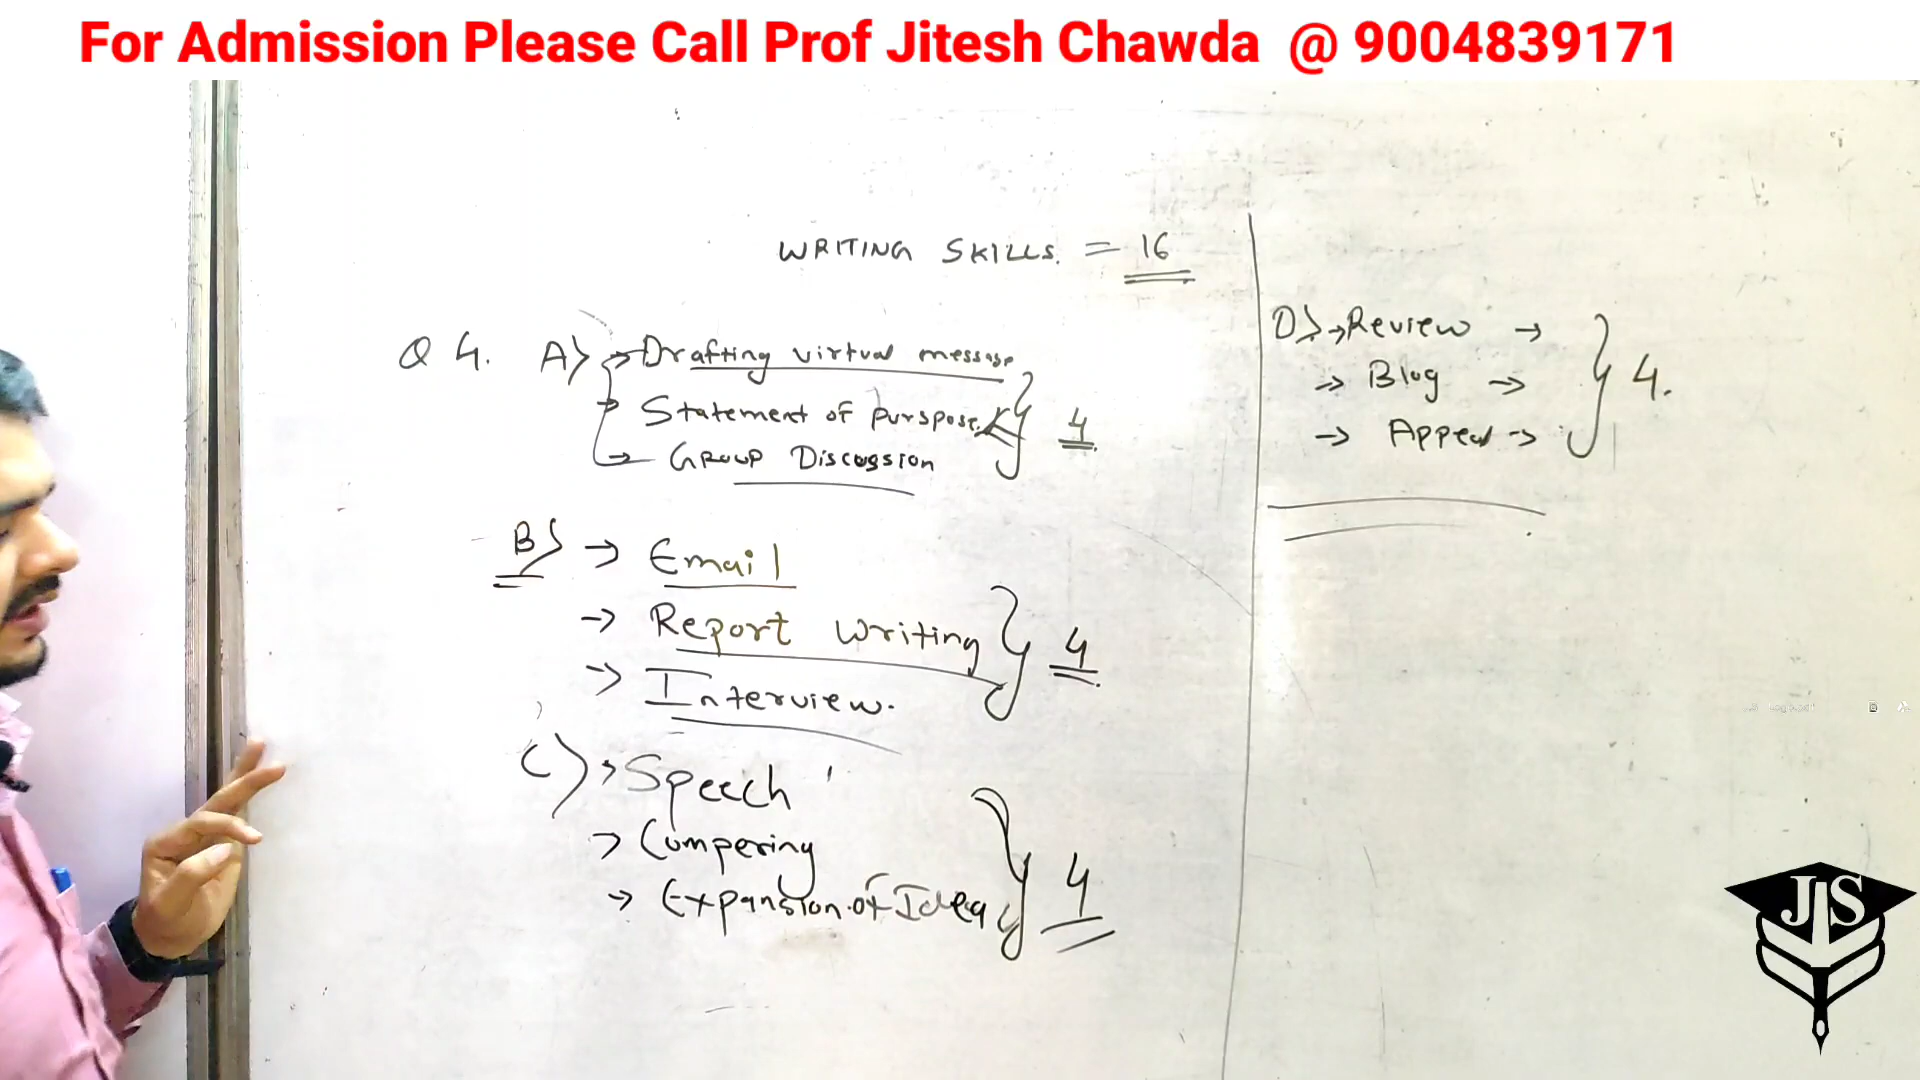 For Admission Please Call Prof Jitesh Chawda @ 9004839171
WRITING SKILLS. = 16
Q 4. A) → Drafting virtual message
→ Statement of purspose.
→ Group Discussion
4
B) → Email
→ Report writing
→ Interview.
4
C) → Speech
→ Compering
→ Expansion of Idea
4
D) → Review →
→ Blog →
→ Appeal →
4.
JS